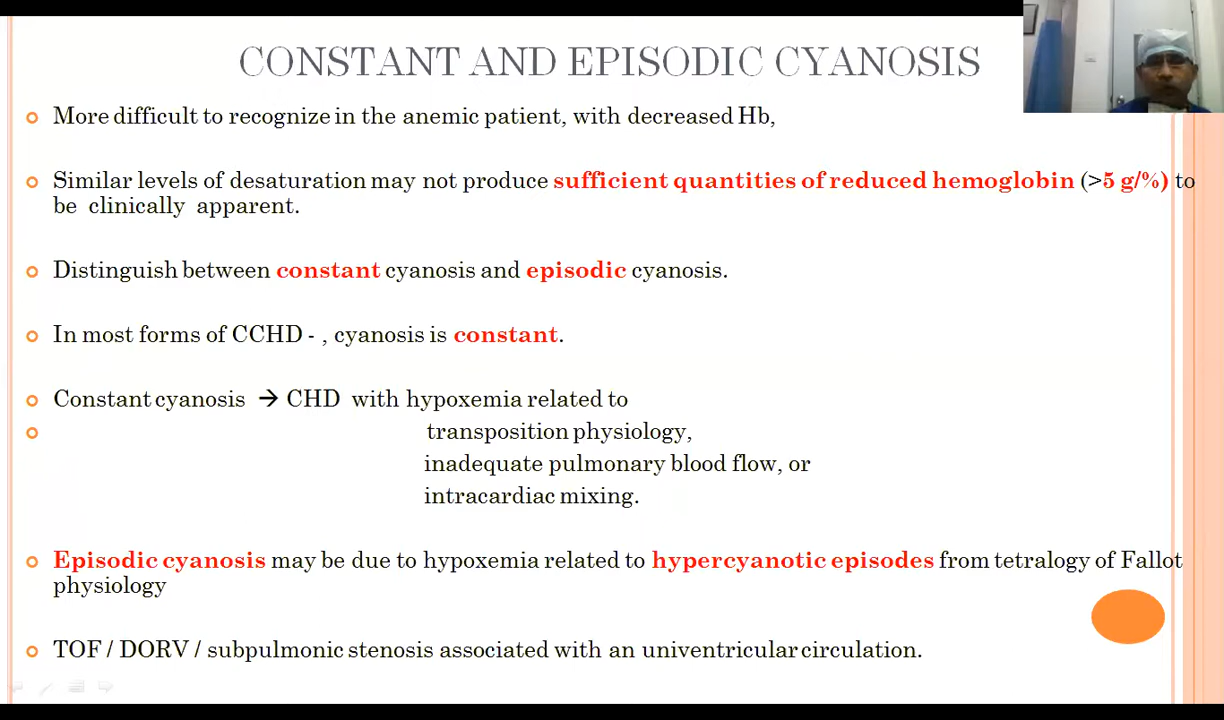 CONSTANT AND EPISODIC CYANOSIS
More difficult to recognize in the anemic patient, with decreased Hb,
Similar levels of desaturation may not produce sufficient quantities of reduced hemoglobin (>5 g/%) to
be clinically apparent.
Distinguish between constant cyanosis and episodic cyanosis.
In most forms of CCHD - , cyanosis is constant.
Constant cyanosis → CHD with hypoxemia related to
transposition physiology,
inadequate pulmonary blood flow, or
intracardiac mixing.
Episodic cyanosis may be due to hypoxemia related to hypercyanotic episodes from tetralogy of Fallot
physiology
TOF / DORV / subpulmonic stenosis associated with an univentricular circulation.